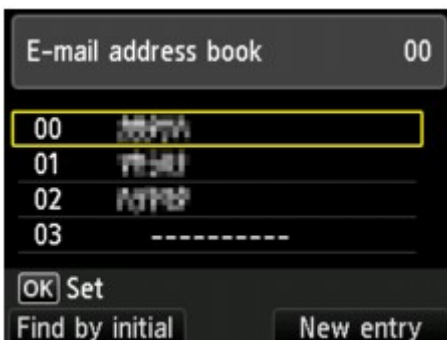 E-mail address book 00
00
01
02
03 ----------
OK Set
Find by initial New entry